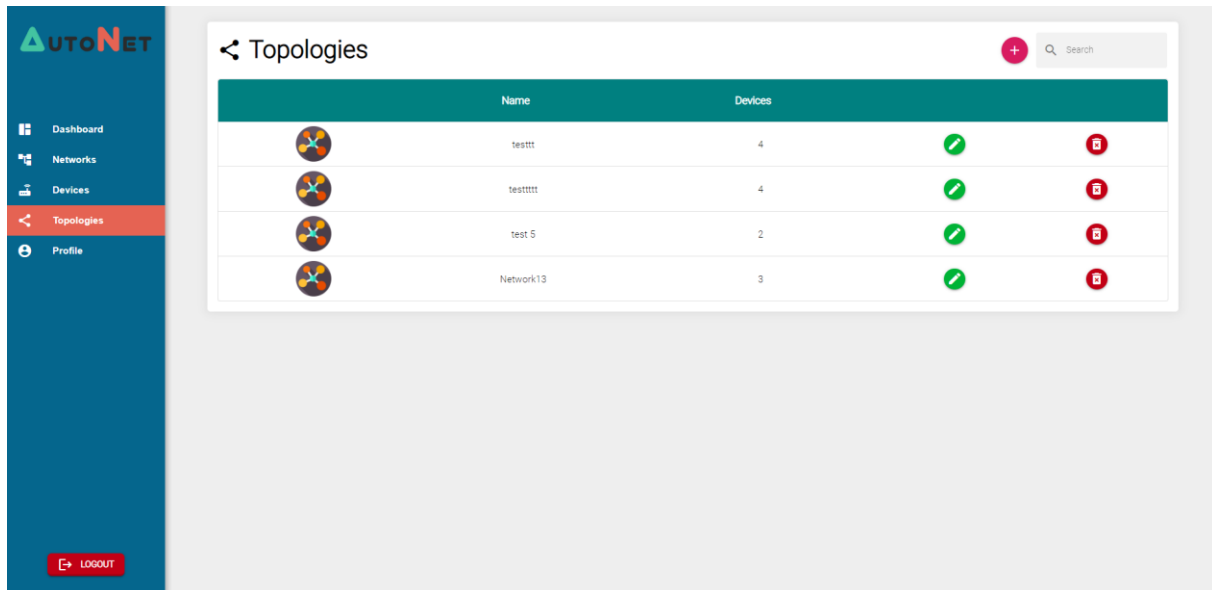 AUTONET
Dashboard
Networks
Devices
Topologies
Profile
LOGOUT
Topologies
Search
Name Devices
testtt 4
testtttt 4
test 5 2
Network13 3